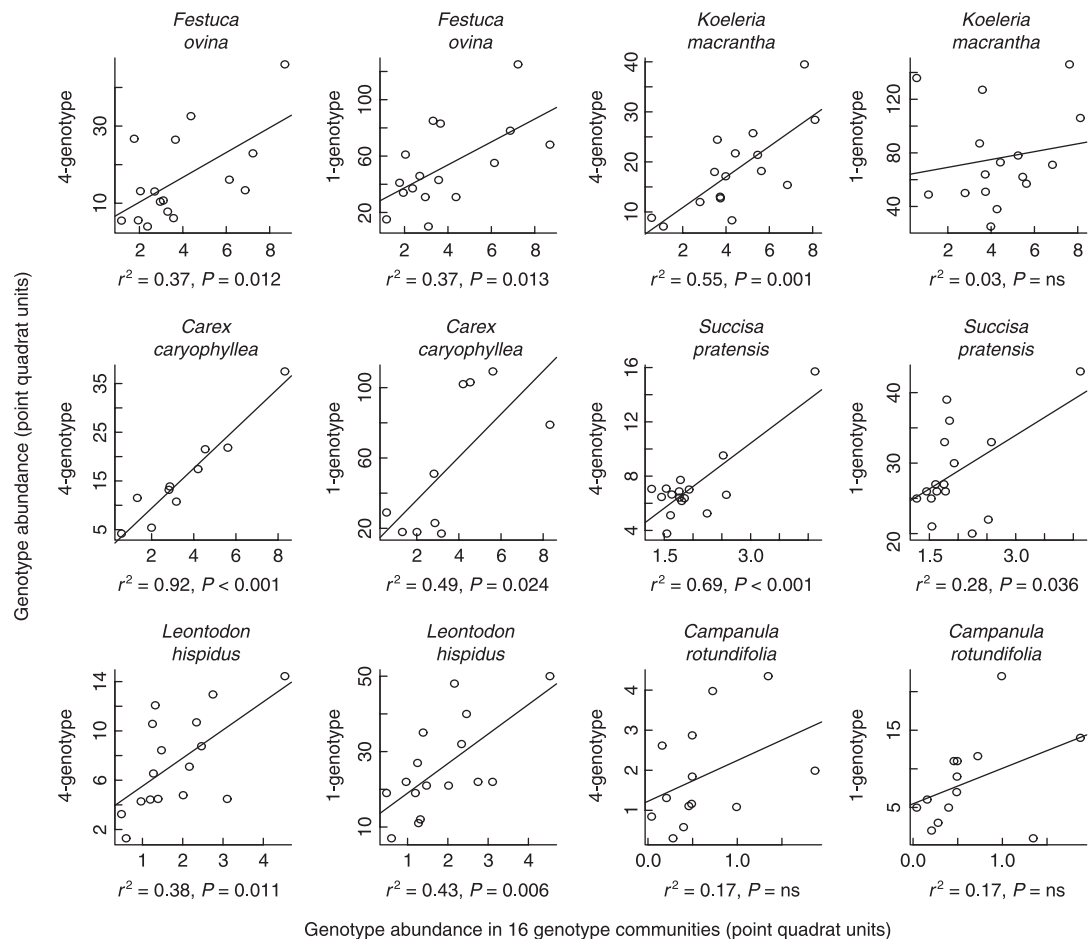 Festuca ovina
Festuca ovina
Koeleria macrantha
Koeleria macrantha
4-genotype
10
30
2 4 6 8
r² = 0.37, P = 0.012
1-genotype
20
60
100
2 4 6 8
r² = 0.37, P = 0.013
4-genotype
10
20
30
40
2 4 6 8
r² = 0.55, P = 0.001
1-genotype
40
80
120
2 4 6 8
r² = 0.03, P = ns
Genotype abundance (point quadrat units)
Carex caryophyllea
Carex caryophyllea
Succisa pratensis
Succisa pratensis
4-genotype
5
15
25
35
2 4 6 8
r² = 0.92, P < 0.001
1-genotype
20
60
100
2 4 6 8
r² = 0.49, P = 0.024
4-genotype
4
6
8
12
16
1.5 3.0
r² = 0.69, P < 0.001
1-genotype
20
30
40
1.5 3.0
r² = 0.28, P = 0.036
Leontodon hispidus
Leontodon hispidus
Campanula rotundifolia
Campanula rotundifolia
4-genotype
2
6
10
14
1 2 3 4
r² = 0.38, P = 0.011
1-genotype
10
30
50
1 2 3 4
r² = 0.43, P = 0.006
4-genotype
1
2
3
4
0.0 1.0
r² = 0.17, P = ns
1-genotype
5
15
0.0 1.0
r² = 0.17, P = ns
Genotype abundance in 16 genotype communities (point quadrat units)